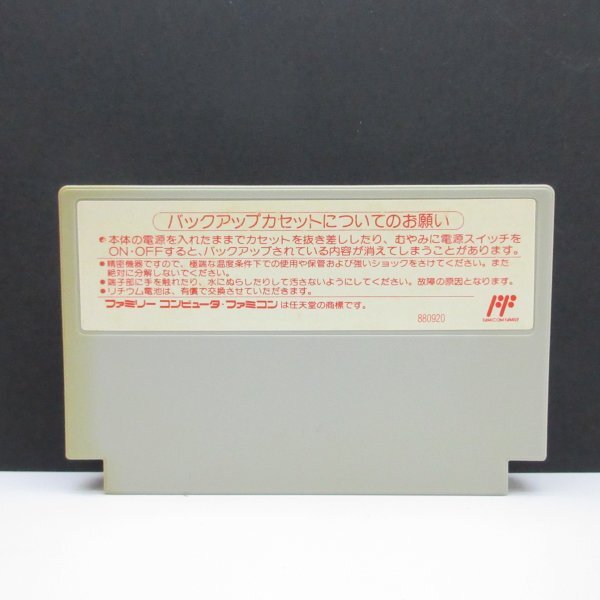 バックアップカセットについてのお願い
●本体の電源を入れたままでカセットを抜き差ししたり、むやみに電源スイッチを
ON・OFFすると、バックアップされている内容が消えてしまうことがあります。
●精密機器ですので、極端な温度条件下での使用や保管および強いショックをさけてください。また
絶対に分解しないでください。
●端子部に手を触れたり、水にぬらしたりして汚さないようにしてください。故障の原因となります。
●リチウム電池は、有償で交換させていただきます。
ファミリーコンピュータ・ファミコンは任天堂の商標です。
880920
FAMICOM FAMILY